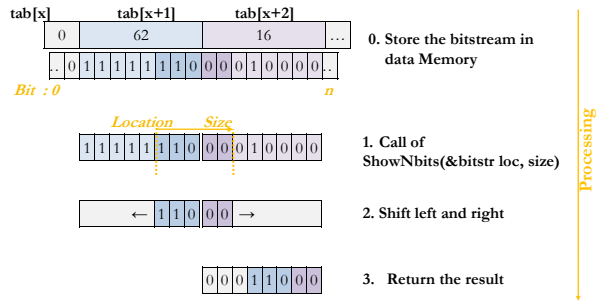 tab[x] tab[x+1] tab[x+2]
0 62 16 ...
.. 0 1 1 1 1 1 1 1 0 0 0 0 1 0 0 0 0 ..
Bit : 0 n
0. Store the bitstream in
data Memory
Location Size
1 1 1 1 1 1 1 0 0 0 0 1 0 0 0 0
1. Call of
ShowNbits(&bitstr loc, size)
← 1 1 0 0 0 →
2. Shift left and right
0 0 0 1 1 0 0 0
3. Return the result
Processing